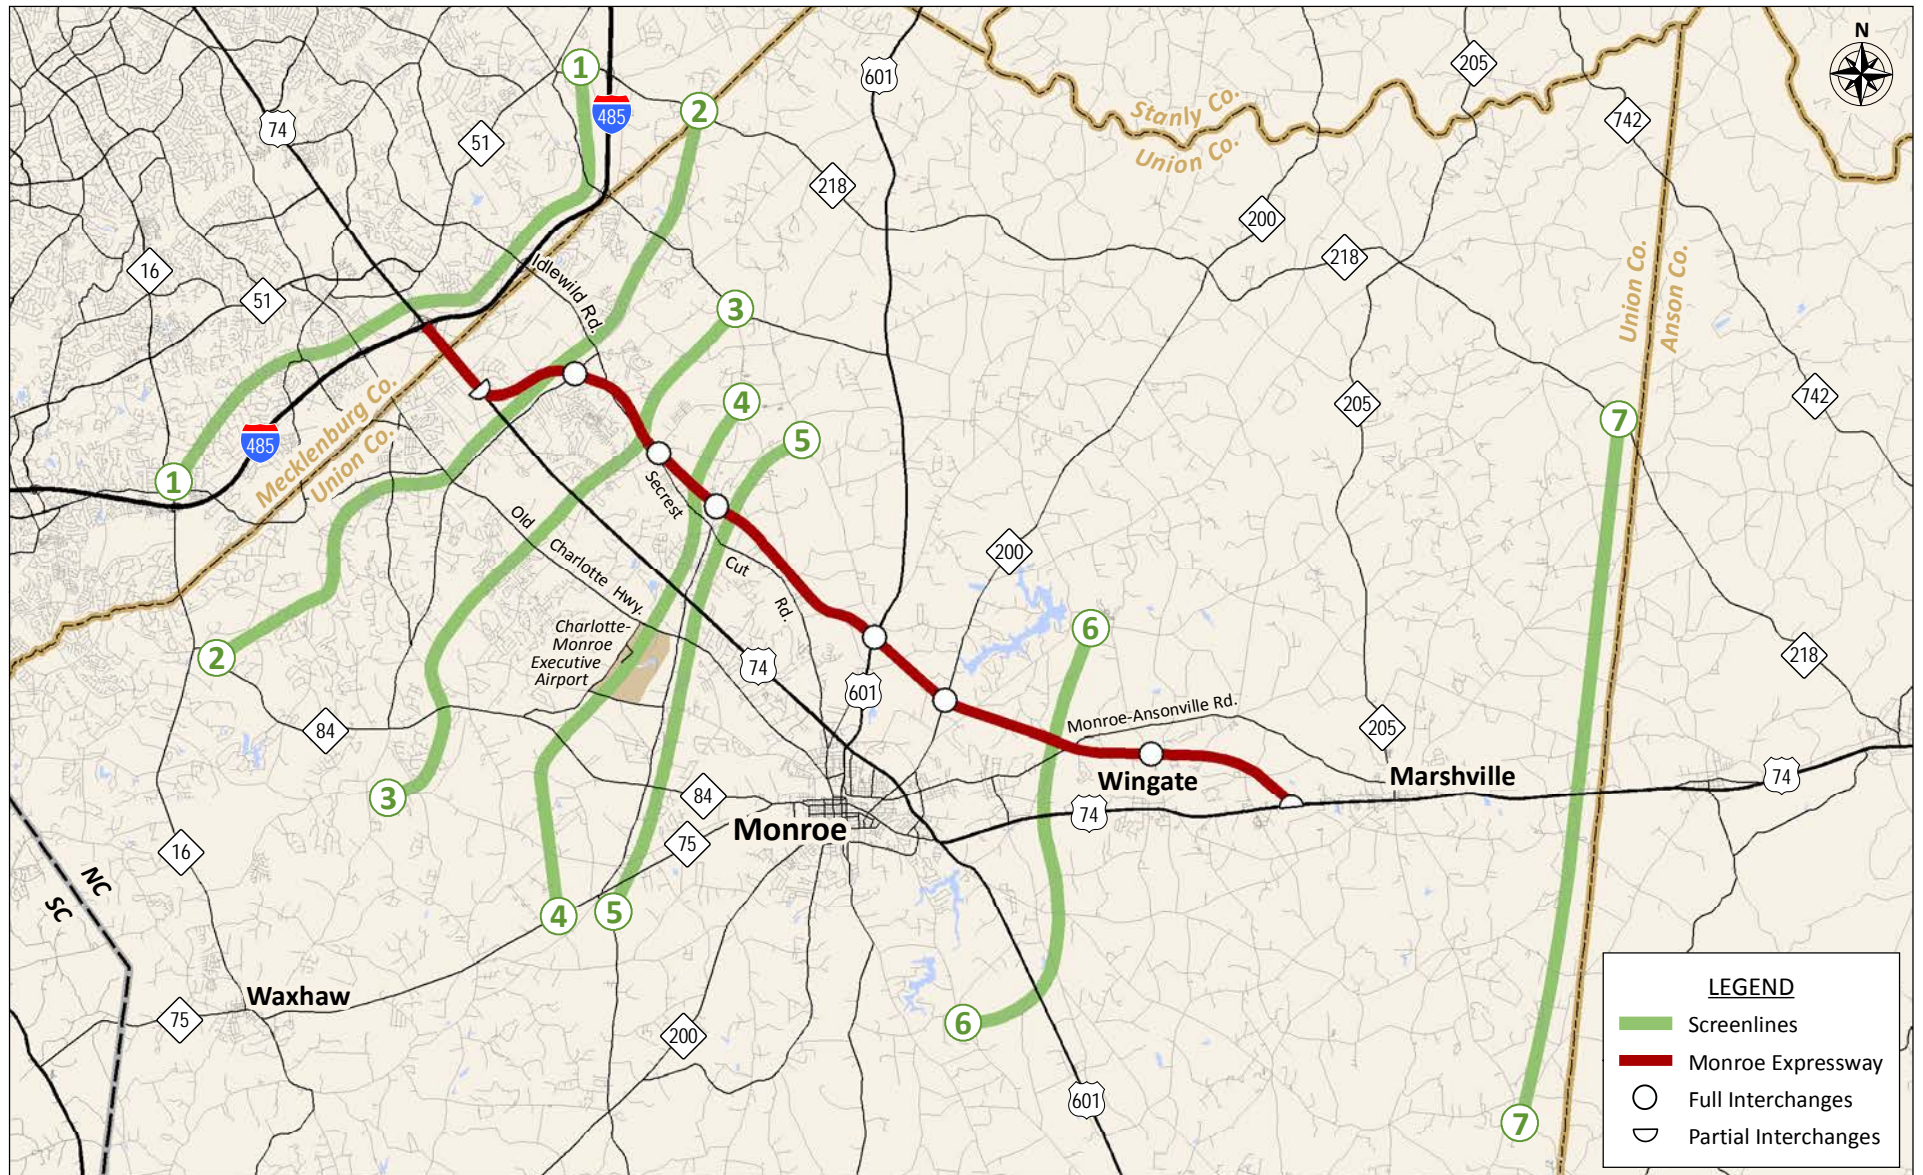 N
1
601
205
485
2
74
Stanly Co.
742
51
Union Co.
218
200
Idlewild Rd.
218
16
51
Union Co.
Anson Co.
3
742
4
205
7
5
485
Mecklenburg Co.
Union Co.
1
Secrest
Old
Charlotte Hwy.
Cut
Rd.
200
Charlotte-
Monroe
Executive
Airport
6
2
74
218
601
Monroe-Ansonville Rd.
84
205
Wingate
Marshville
74
3
84
74
Monroe
75
16
NC
SC
4
5
Waxhaw
75
6
200
601
7
LEGEND
Screenlines
Monroe Expressway
Full Interchanges
Partial Interchanges